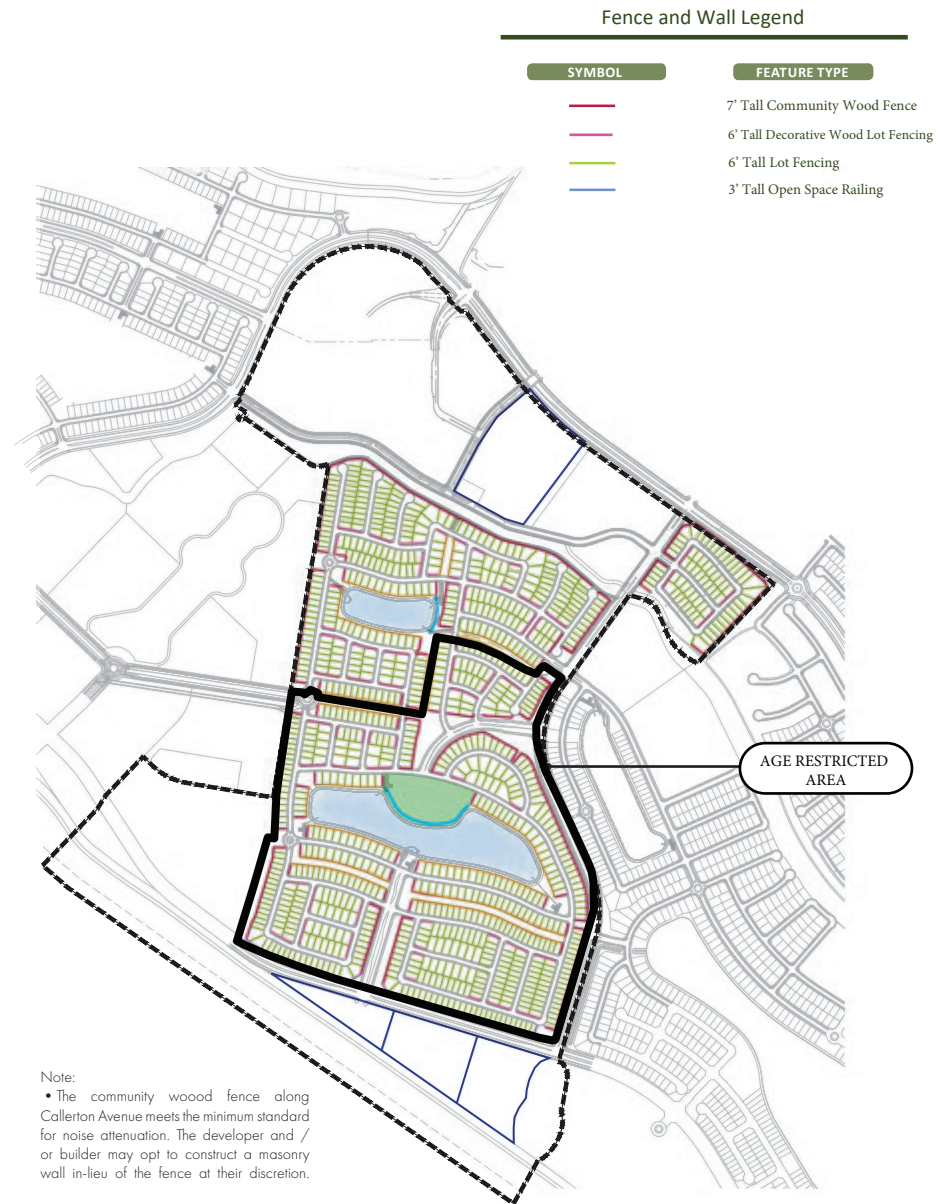 Fence and Wall Legend
SYMBOL
FEATURE TYPE
7' Tall Community Wood Fence
6' Tall Decorative Wood Lot Fencing
6' Tall Lot Fencing
3' Tall Open Space Railing
AGE RESTRICTED
AREA
Note:
• The community woood fence along
Callerton Avenue meets the minimum standard
for noise attenuation. The developer and /
or builder may opt to construct a masonry
wall in-lieu of the fence at their discretion.